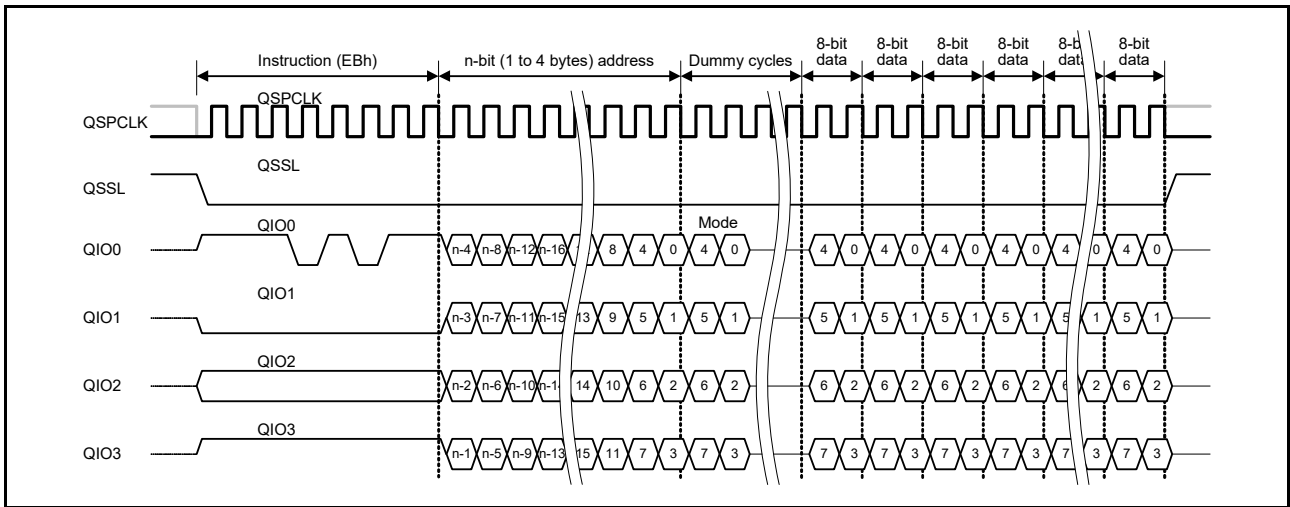 8-bit data 8-bit data 8-bit data 8-bit data 8-bit data
Instruction (EBh) n-bit (1 to 4 bytes) address Dummy cycles
QSPCLK
QSPCLK
QSSL
QSSL
QIO0 Mode
QIO0 n-4 n-8 n-12 n-16 8 4 0 4 0 4 0 4 0 4 0 4 0 4 0 4 0
QIO1
QIO1 n-3 n-7 n-11 n-15 13 9 5 1 5 1 5 1 5 1 5 1 5 1 5 1 5 1
QIO2
QIO2 n-2 n-6 n-10 14 10 6 2 6 2 6 2 6 2 6 2 6 2 6 2 6 2
QIO3
QIO3 n-1 n-5 n-9 n-13 15 11 7 3 7 3 7 3 7 3 7 3 7 3 7 3 7 3